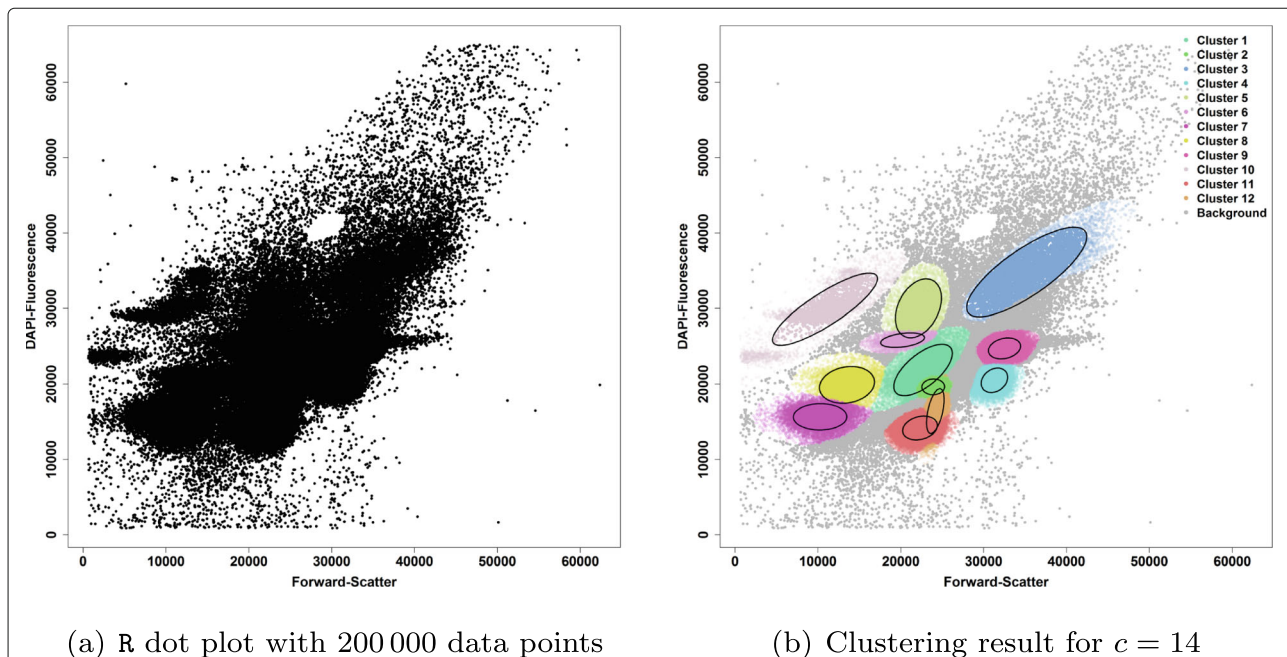 DAPI-Fluorescence
60000
50000
40000
30000
20000
10000
0
0 10000 20000 30000 40000 50000 60000
Forward-Scatter
(a) R dot plot with 200 000 data points
DAPI-Fluorescence
60000
50000
40000
30000
20000
10000
0
Cluster 1
Cluster 2
Cluster 3
Cluster 4
Cluster 5
Cluster 6
Cluster 7
Cluster 8
Cluster 9
Cluster 10
Cluster 11
Cluster 12
Background
0 10000 20000 30000 40000 50000 60000
Forward-Scatter
(b) Clustering result for c = 14